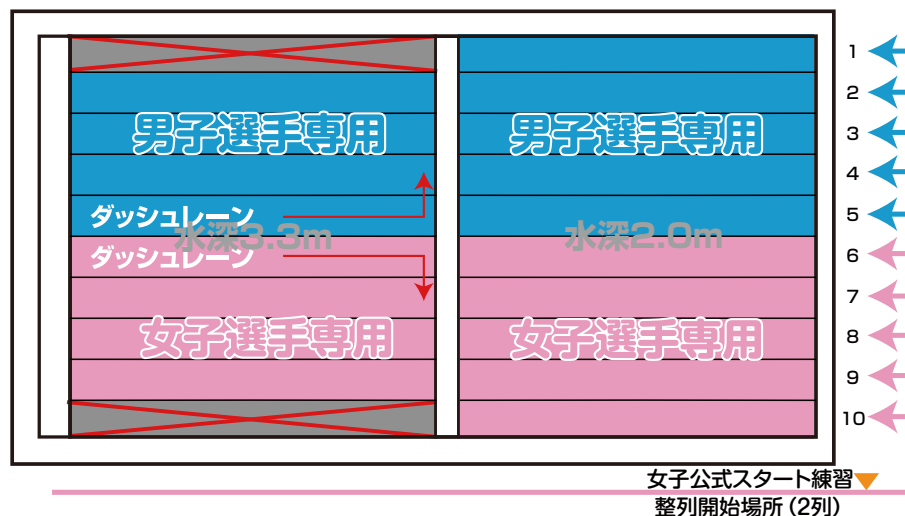 男子選手専用
男子選手専用
ダッシュレーン
水深3.3m
水深2.0m
ダッシュレーン
女子選手専用
女子選手専用
1
2
3
4
5
6
7
8
9
10
女子公式スタート練習
整列開始場所(2列)